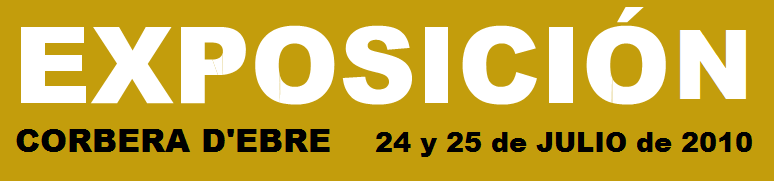 EXPOSICIÓN
CORBERA D'EBRE 24 y 25 de JULIO de 2010